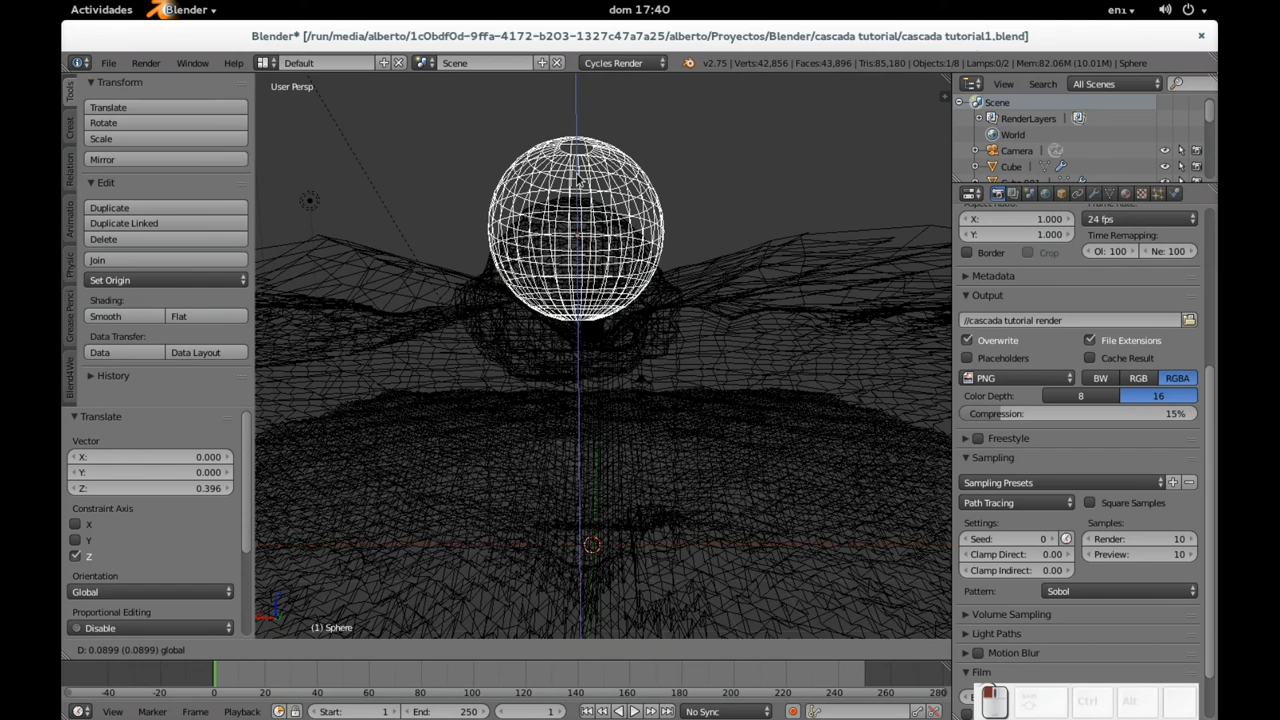 Actividades Blender dom 17:40 en1
Blender* [/run/media/alberto/1c0bdf0d-9ffa-4172-b203-1327c47a7a25/alberto/Proyectos/Blender/cascada tutorial/cascada tutorial1.blend]
File Render Window Help Default Scene Cycles Render v2.75 | Verts:42,856 | Faces:43,896 | Tris:85,180 | Objects:1/8 | Lamps:0/2 | Mem:82.06M (10.01M) | Sphere
Tools
Creat
Relation
Animatio
Physic
Grease Penci
Blend4We
Transform
Translate
Rotate
Scale
Mirror
Edit
Duplicate
Duplicate Linked
Delete
Join
Set Origin
Shading:
Smooth Flat
Data Transfer:
Data Data Layout
History
Translate
Vector
X: 0.000
Y: 0.000
Z: 0.396
Constraint Axis
X
Y
Z
Orientation
Global
Proportional Editing
Disable
User Persp
(1) Sphere
D: 0.0899 (0.0899) global
View Search All Scenes
Scene
RenderLayers
World
Camera
Cube
X: 1.000 24 fps
Y: 1.000 Time Remapping:
Border Crop Ol: 100 Ne: 100
Metadata
Output
//cascada tutorial render
Overwrite File Extensions
Placeholders Cache Result
PNG BW RGB RGBA
Color Depth: 8 16
Compression: 15%
Freestyle
Sampling
Sampling Presets
Path Tracing Square Samples
Settings: Samples:
Seed: 0 Render: 10
Clamp Direct: 0.00 Preview: 10
Clamp Indirect: 0.00
Pattern: Sobol
Volume Sampling
Light Paths
Motion Blur
Film
Ctrl Alt
-40 -20 0 20 40 60 80 100 120 140 160 180 200 220 240 260 280
View Marker Frame Playback Start: 1 End: 250 1 No Sync